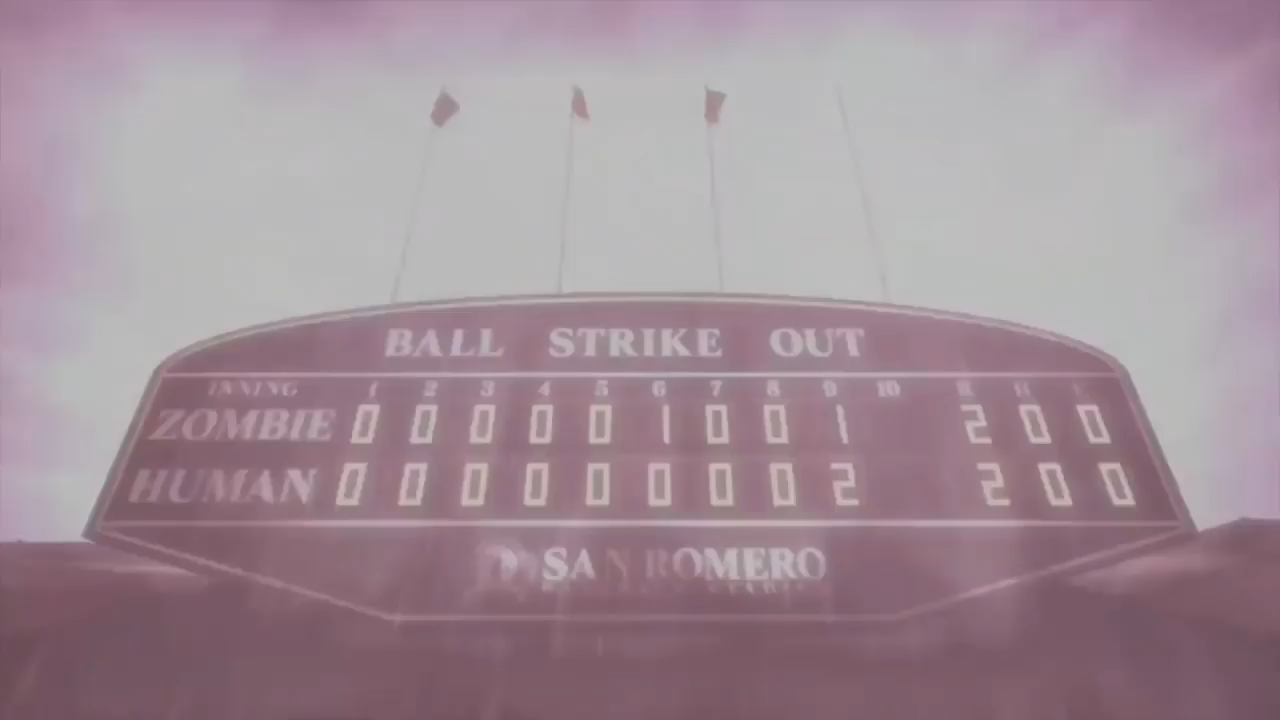 BALL STRIKE OUT
INNING 1 2 3 4 5 6 7 8 9 10 R H
ZOMBIE 0 0 0 0 0 1 0 0 1 2 0 0
HUMAN 0 0 0 0 0 0 0 0 2 2 0 0
SAN ROMERO